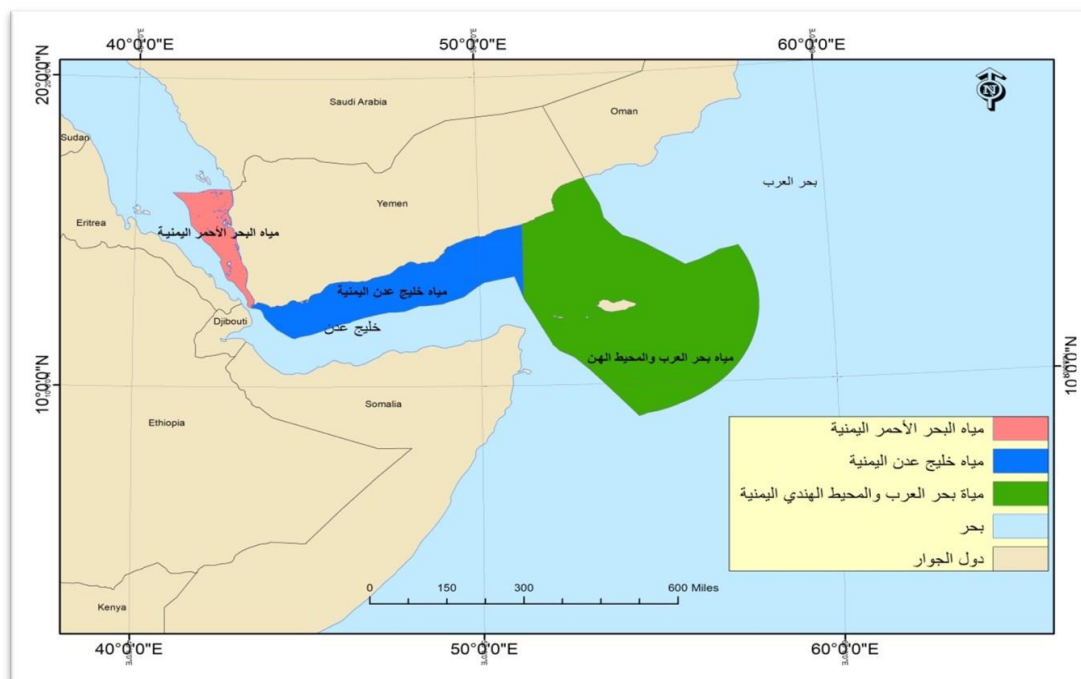 40°0'0"E 50°0'0"E 60°0'0"E
20°0'0"N
Saudi Arabia
Oman
N
Sudan
بحر العرب
Yemen
Eritrea
مياه البحر الأحمر اليمنية
مياه خليج عدن اليمنية
Djibouti
خليج عدن
مياه بحر العرب والمحيط الهن
10°0'0"N 10°0'0"N
Somalia
Ethiopia
مياه البحر الأحمر اليمنية
مياه خليج عدن اليمنية
مياة بحر العرب والمحيط الهندي اليمنية
بحر
دول الجوار
0 150 300 600 Miles
Kenya
40°0'0"E 50°0'0"E 60°0'0"E